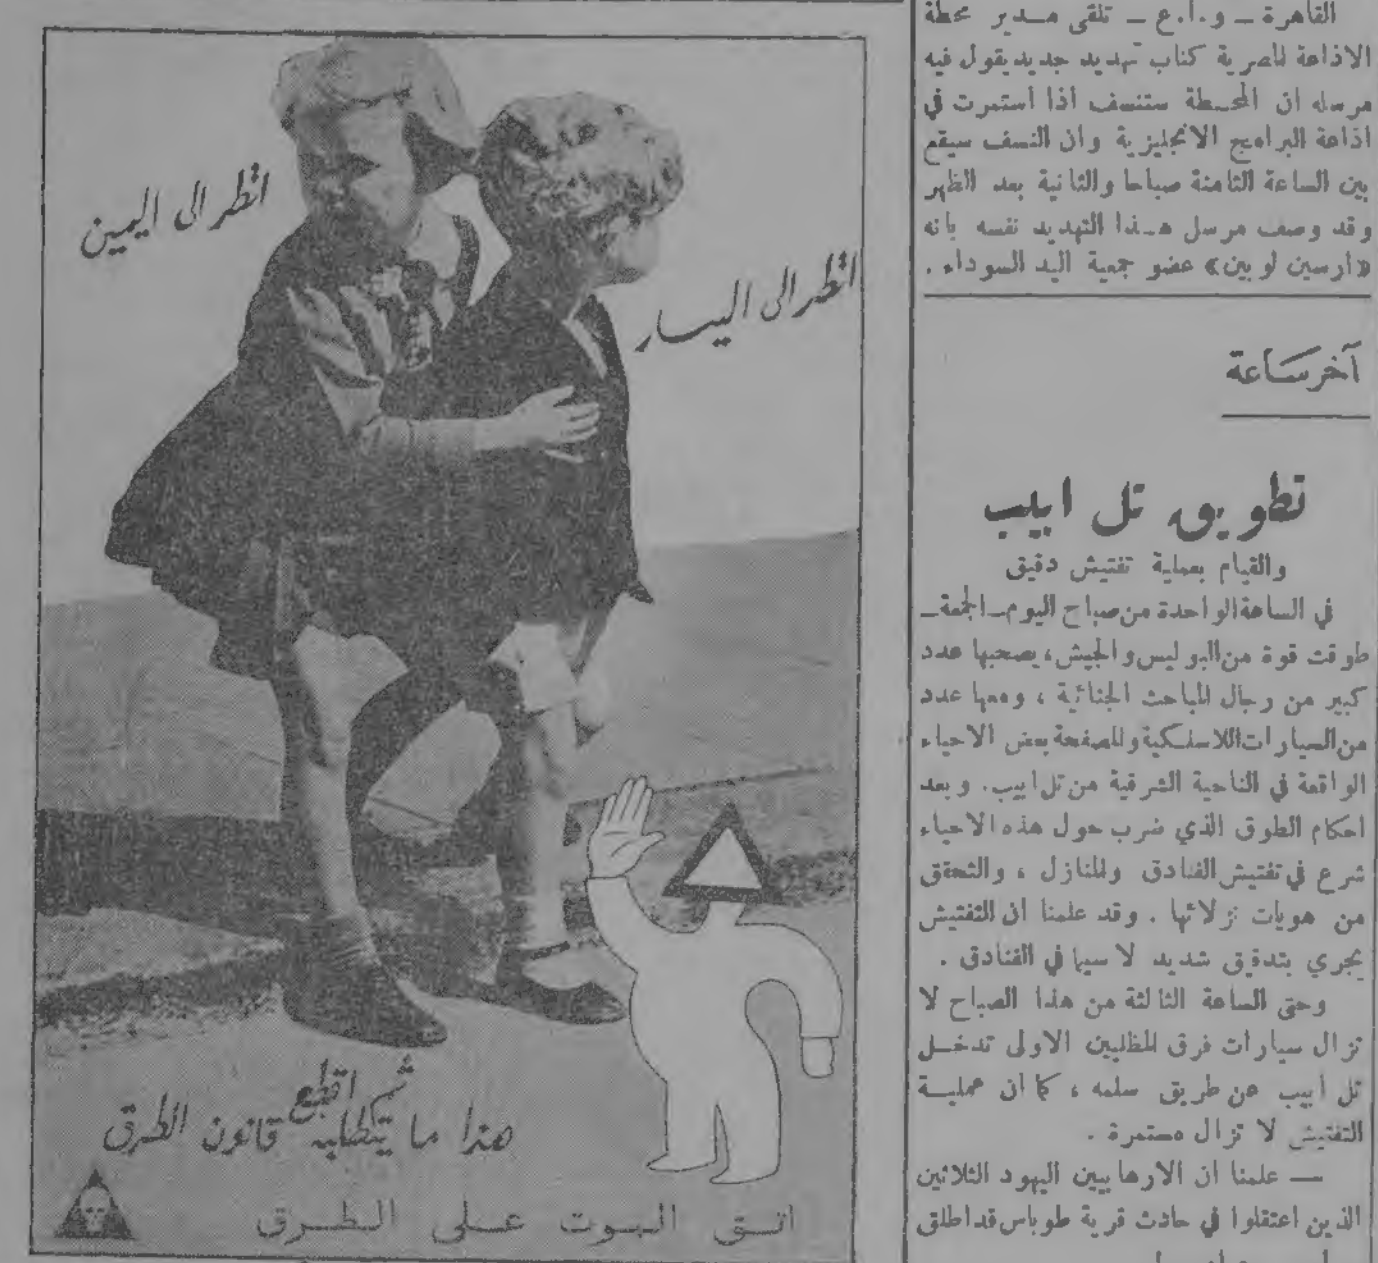 القاهرة ــ و.ا.ع ــ تلقى مدير محطة
الاذاعة المصرية كتاب تهديد جديد يقول فيه
مرسله ان المحطة ستنسف أذا أستمرت في
اذاعة البرامج الانجليزية وان النسف سيقع
بين الساعة الثامنة صباحا والثانية بعد الظهر
وقد وصف مرسل هذا التهديد نفسه بانه
«ارسين لوبين» عضو جمعية اليد السوداء.
آخر ساعة
تطويق تل ابيب
والقيام بعملية تفتيش دقيق
في الساعة الواحدة من صباح اليوم ــ الجمعة ــ
طوقت قوة من البوليس والجيش، يصحبها عدد
كبير من رجال المباحث الجنائية ، ومعها عدد
من السيارات اللاسلكية والمصفحة بعض الاحياء
الواقعة في الناحية الشرقية من تل ابيب. وبعد
احكام الطوق الذي ضرب حول هذه الاحياء
شرع في تفتيش الفنادق والمنازل ، والتحقق
من هويات نزلائها . وقد علمنا ان التفتيش
يجري بتدقيق شديد لا سيما في الفنادق .
وحتى الساعة الثالثة من هذا الصباح لا
تزال سيارات فرق المظليين الاولى تدخل
تل أبيب عن طريق سلمه ، كما ان عملية
التفتيش لا تزال مستمرة .
ــ علمنا ان الارهابيين اليهود الثلاثين
الذين اعتقلوا في حادث قرية طوباس قد اطلق
انظر الى اليمين
انظر الى اليسار
ثم اقطع
هذا ما يتطلبه قانون الطرق
اتق الموت على الطرق